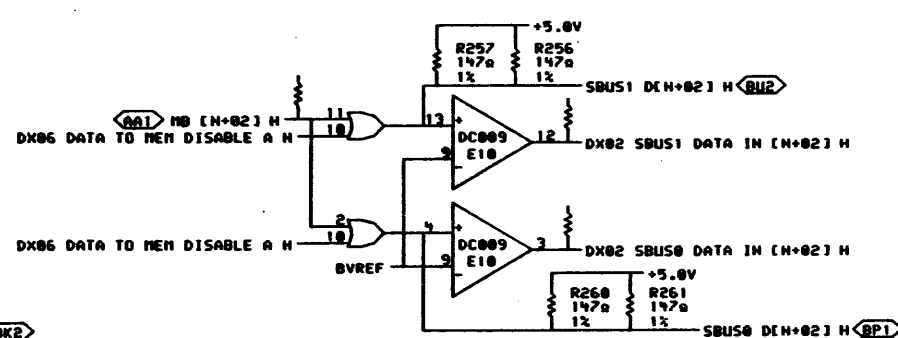 +5.0V
R257 R256
147Ω 147Ω
1% 1%
SBUS1 D[N+02] H BU2
AA1 MB [N+02] H 11
DX06 DATA TO MEM DISABLE A H 10
13 +
DC009 12 DX02 SBUS1 DATA IN [N+02] H
E10
9 -
2
DX06 DATA TO MEM DISABLE A H 10
4 +
DC009 3 DX02 SBUS0 DATA IN [N+02] H
E10
BVREF 9 -
+5.0V
R260 R261
147Ω 147Ω
1% 1%
SBUS0 D[N+02] H BP1
K2